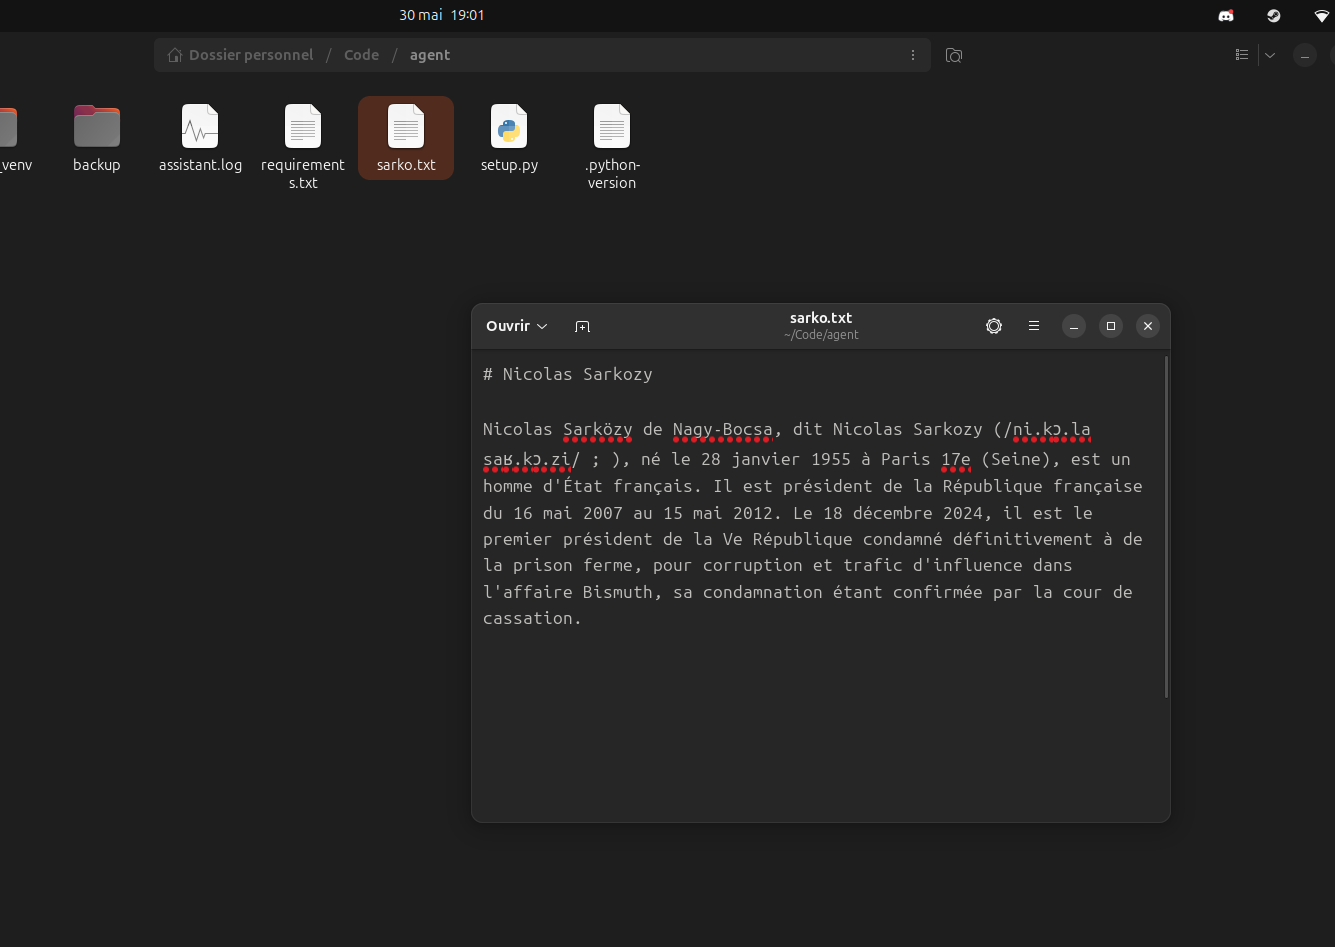 30 mai 19:01
Dossier personnel / Code / agent
_venv
backup
assistant.log
requirement
s.txt
sarko.txt
setup.py
.python-
version
Ouvrir
sarko.txt
~/Code/agent
# Nicolas Sarkozy
Nicolas Sarközy de Nagy-Bocsa, dit Nicolas Sarkozy (/ni.kɔ.la
saʁ.kɔ.zi/ ; ), né le 28 janvier 1955 à Paris 17e (Seine), est un
homme d'État français. Il est président de la République française
du 16 mai 2007 au 15 mai 2012. Le 18 décembre 2024, il est le
premier président de la Ve République condamné définitivement à de
la prison ferme, pour corruption et trafic d'influence dans
l'affaire Bismuth, sa condamnation étant confirmée par la cour de
cassation.